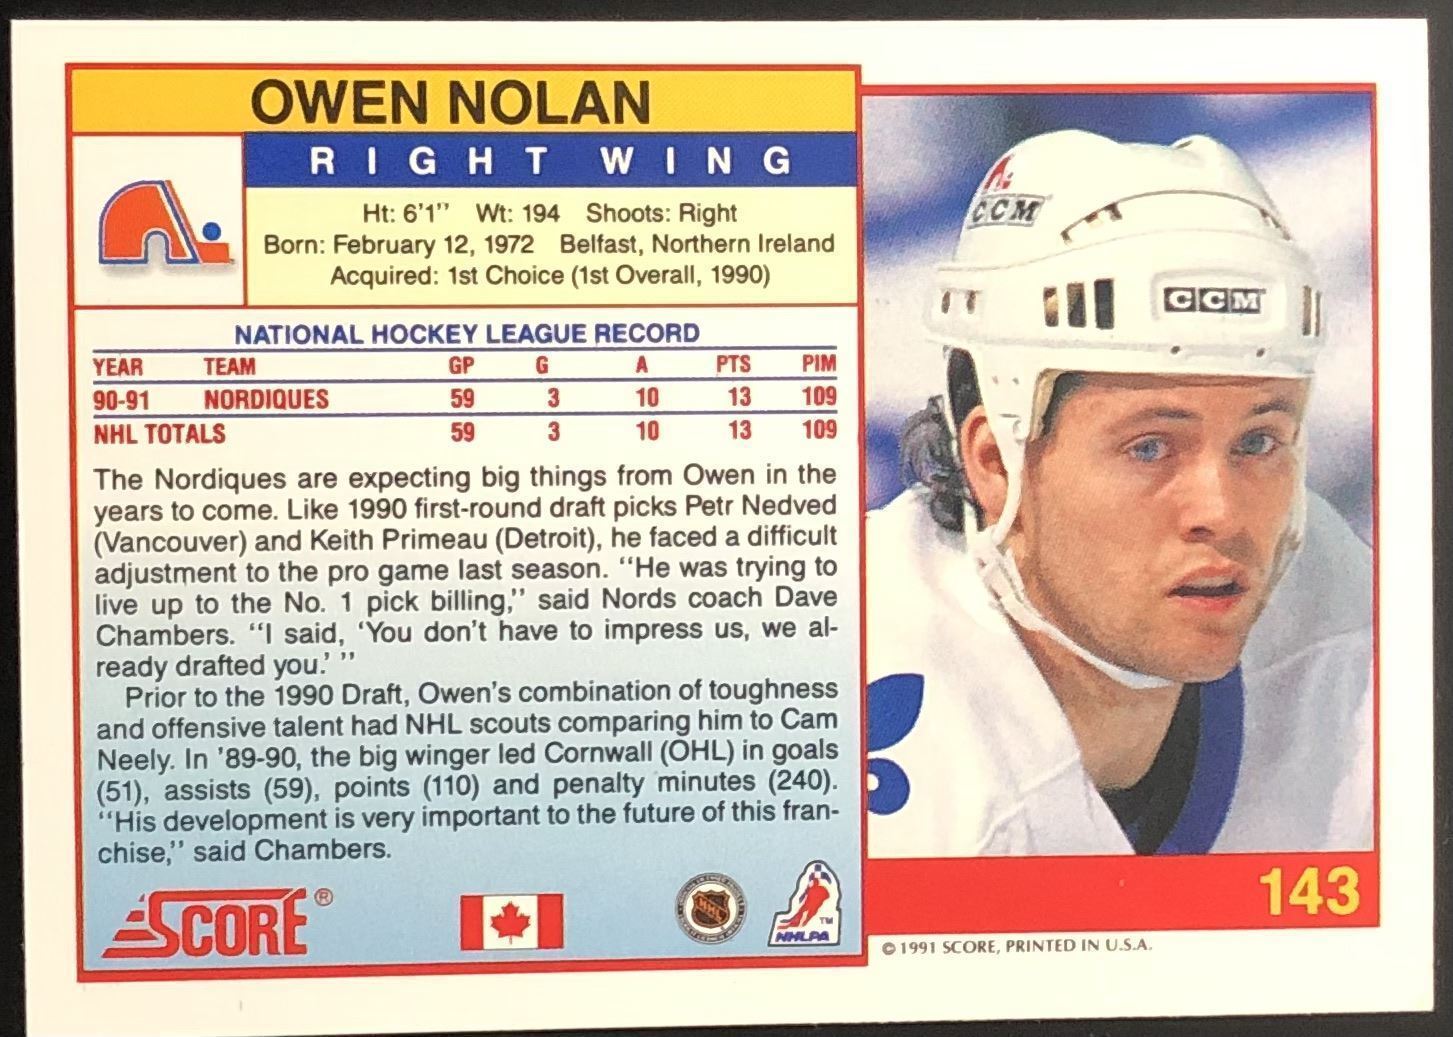 OWEN NOLAN
RIGHT WING
Ht: 6'1'' Wt: 194 Shoots: Right
Born: February 12, 1972 Belfast, Northern Ireland
Acquired: 1st Choice (1st Overall, 1990)
NATIONAL HOCKEY LEAGUE RECORD
YEAR TEAM GP G A PTS PIM
90-91 NORDIQUES 59 3 10 13 109
NHL TOTALS 59 3 10 13 109
The Nordiques are expecting big things from Owen in the
years to come. Like 1990 first-round draft picks Petr Nedved
(Vancouver) and Keith Primeau (Detroit), he faced a difficult
adjustment to the pro game last season. ‘‘He was trying to
live up to the No. 1 pick billing,’’ said Nords coach Dave
Chambers. ‘‘I said, ‘You don’t have to impress us, we al-
ready drafted you.’ ’’
Prior to the 1990 Draft, Owen’s combination of toughness
and offensive talent had NHL scouts comparing him to Cam
Neely. In ’89-90, the big winger led Cornwall (OHL) in goals
(51), assists (59), points (110) and penalty minutes (240).
‘‘His development is very important to the future of this fran-
chise,’’ said Chambers.
SCORE®
NHL
TM
NHLPA
CCM
CCM
143
© 1991 SCORE, PRINTED IN U.S.A.